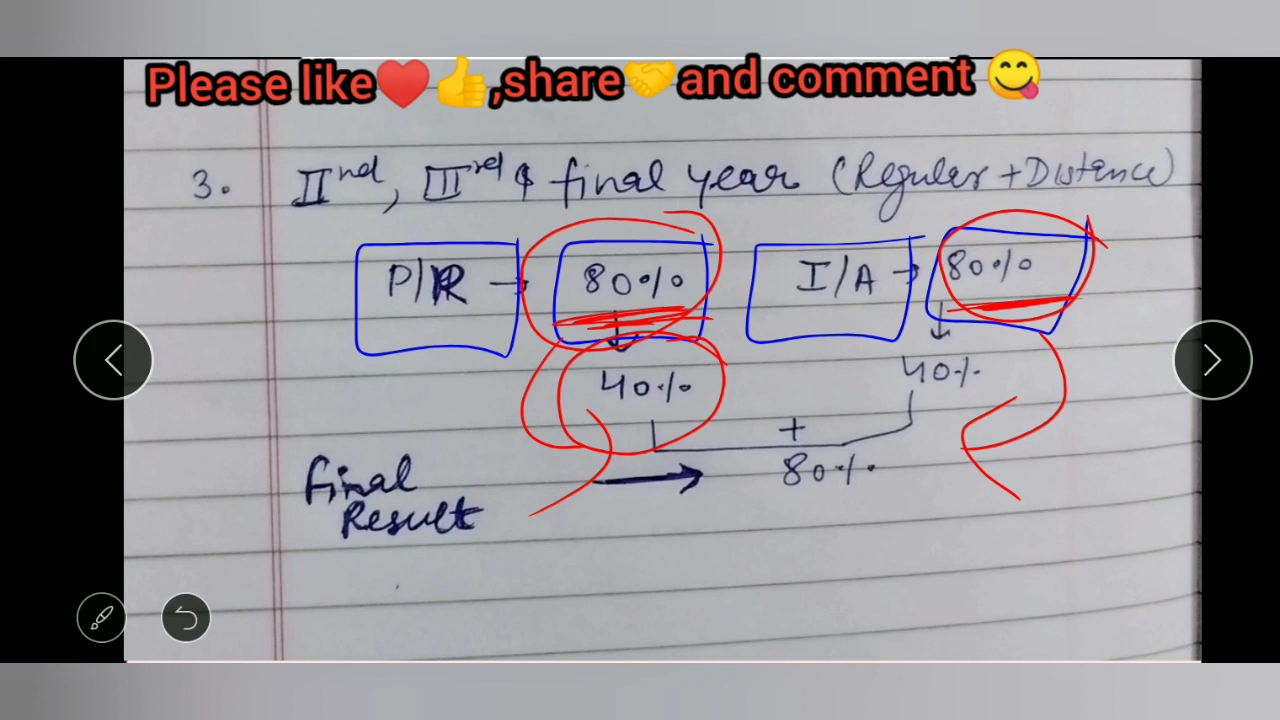 Please like❤️👍,share🤝and comment 😋
3. IInd, IIIrd & final year (Regular + Distance)
P/R → 80% I/A → 80%
↓ ↓
40% 40%
+
Final → 80%
Result